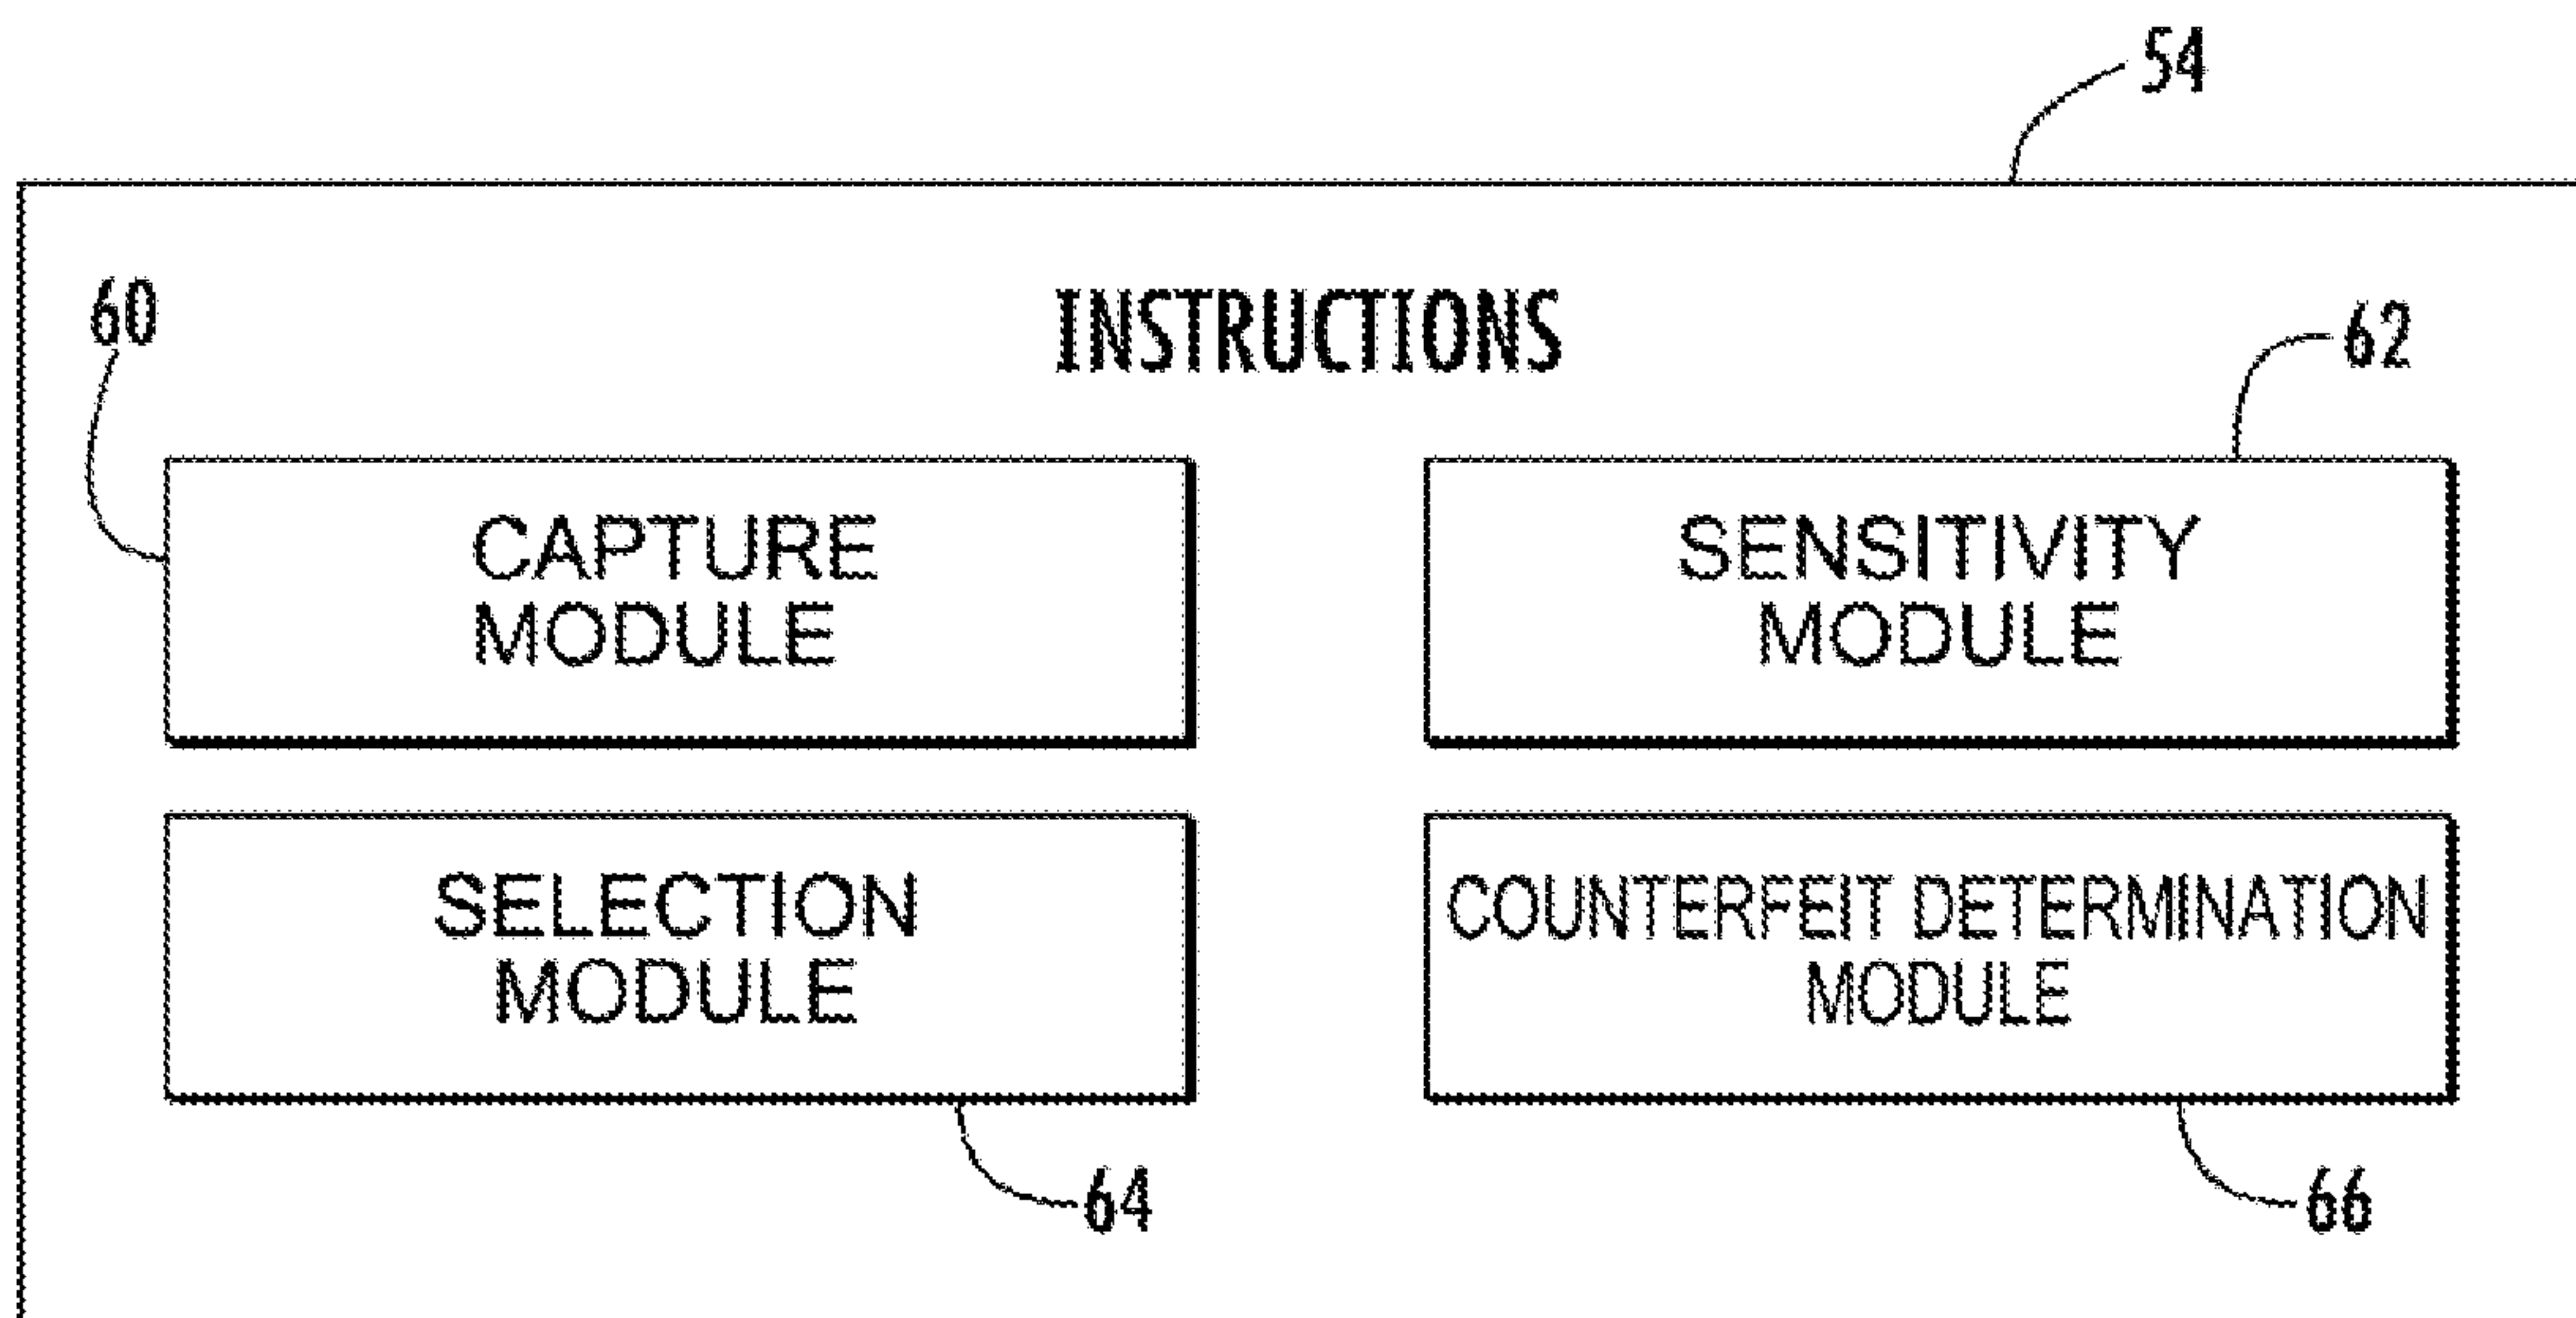 54
INSTRUCTIONS
60
62
CAPTURE
MODULE
SENSITIVITY
MODULE
SELECTION
MODULE
COUNTERFEIT DETERMINATION
MODULE
64
66